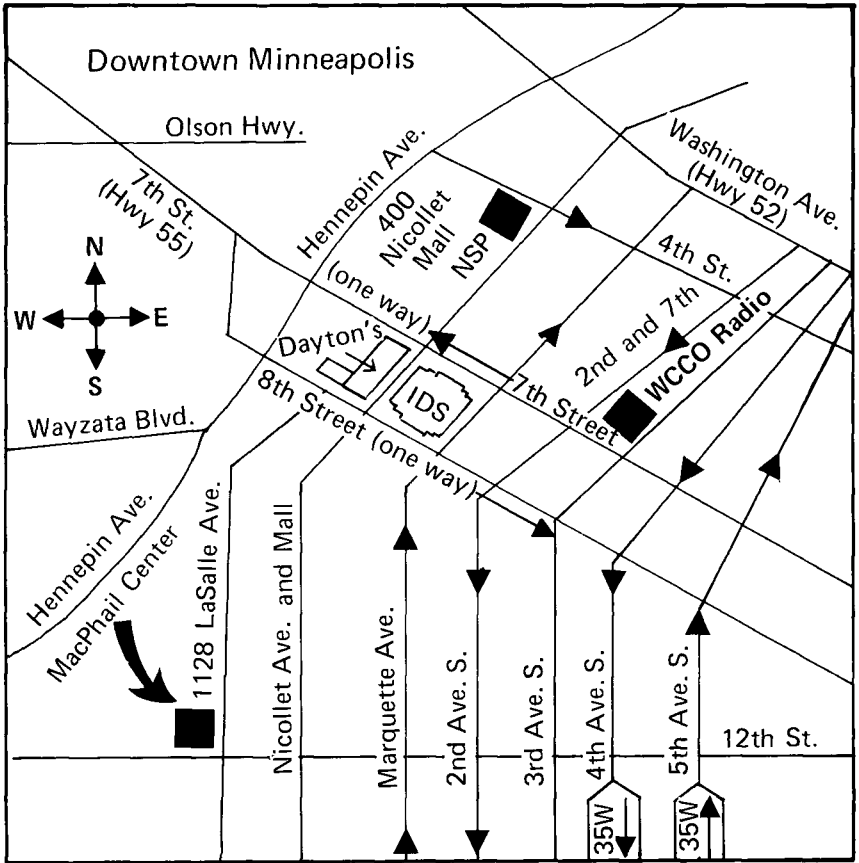 Downtown Minneapolis
Olson Hwy.
7th St.
(Hwy 55)
Hennepin Ave.
400
Nicollet
Mall
NSP
Washington Ave.
(Hwy 52)
4th St.
N
W
E
S
(one way)
Dayton's
IDS
7th Street
2nd and 7th
WCCO Radio
8th Street (one way)
Wayzata Blvd.
Hennepin Ave.
MacPhail Center
1128 LaSalle Ave.
Nicollet Ave. and Mall
Marquette Ave.
2nd Ave. S.
3rd Ave. S.
4th Ave. S.
5th Ave. S.
12th St.
35W
35W